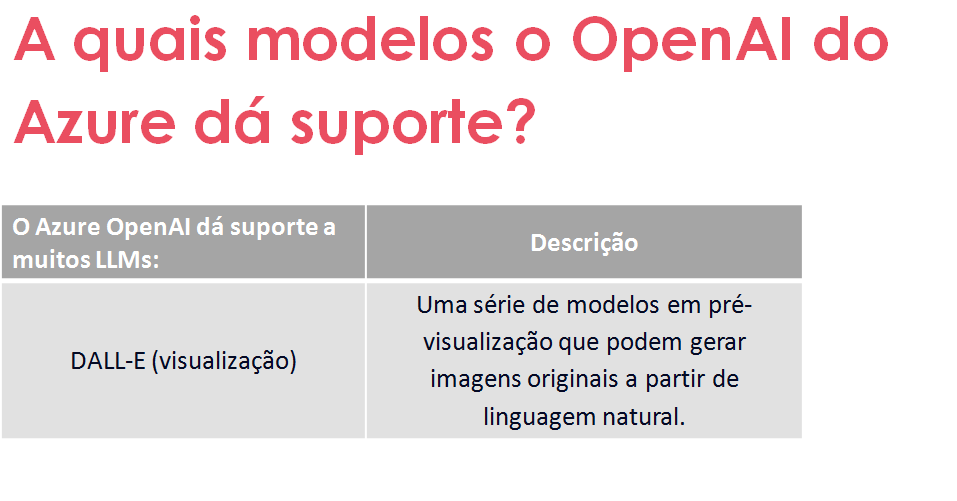 A quais modelos o OpenAI do
Azure dá suporte?
O Azure OpenAI dá suporte a
muitos LLMs:
Descrição
DALL-E (visualização)
Uma série de modelos em pré-
visualização que podem gerar
imagens originais a partir de
linguagem natural.